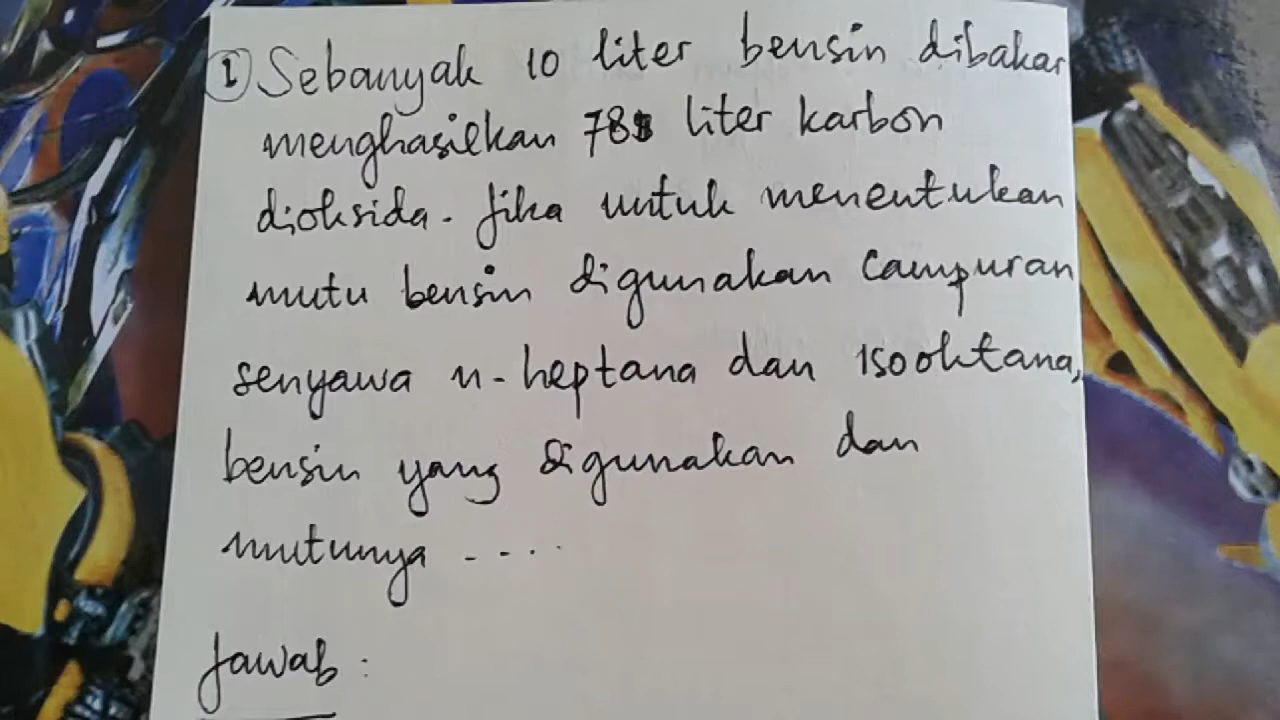 ① Sebanyak 10 liter bensin dibakar
menghasilkan 78 liter karbon
dioksida. Jika untuk menentukan
mutu bensin digunakan campuran
senyawa n-heptana dan isooktana,
bensin yang digunakan dan
mutunya ....
Jawab :